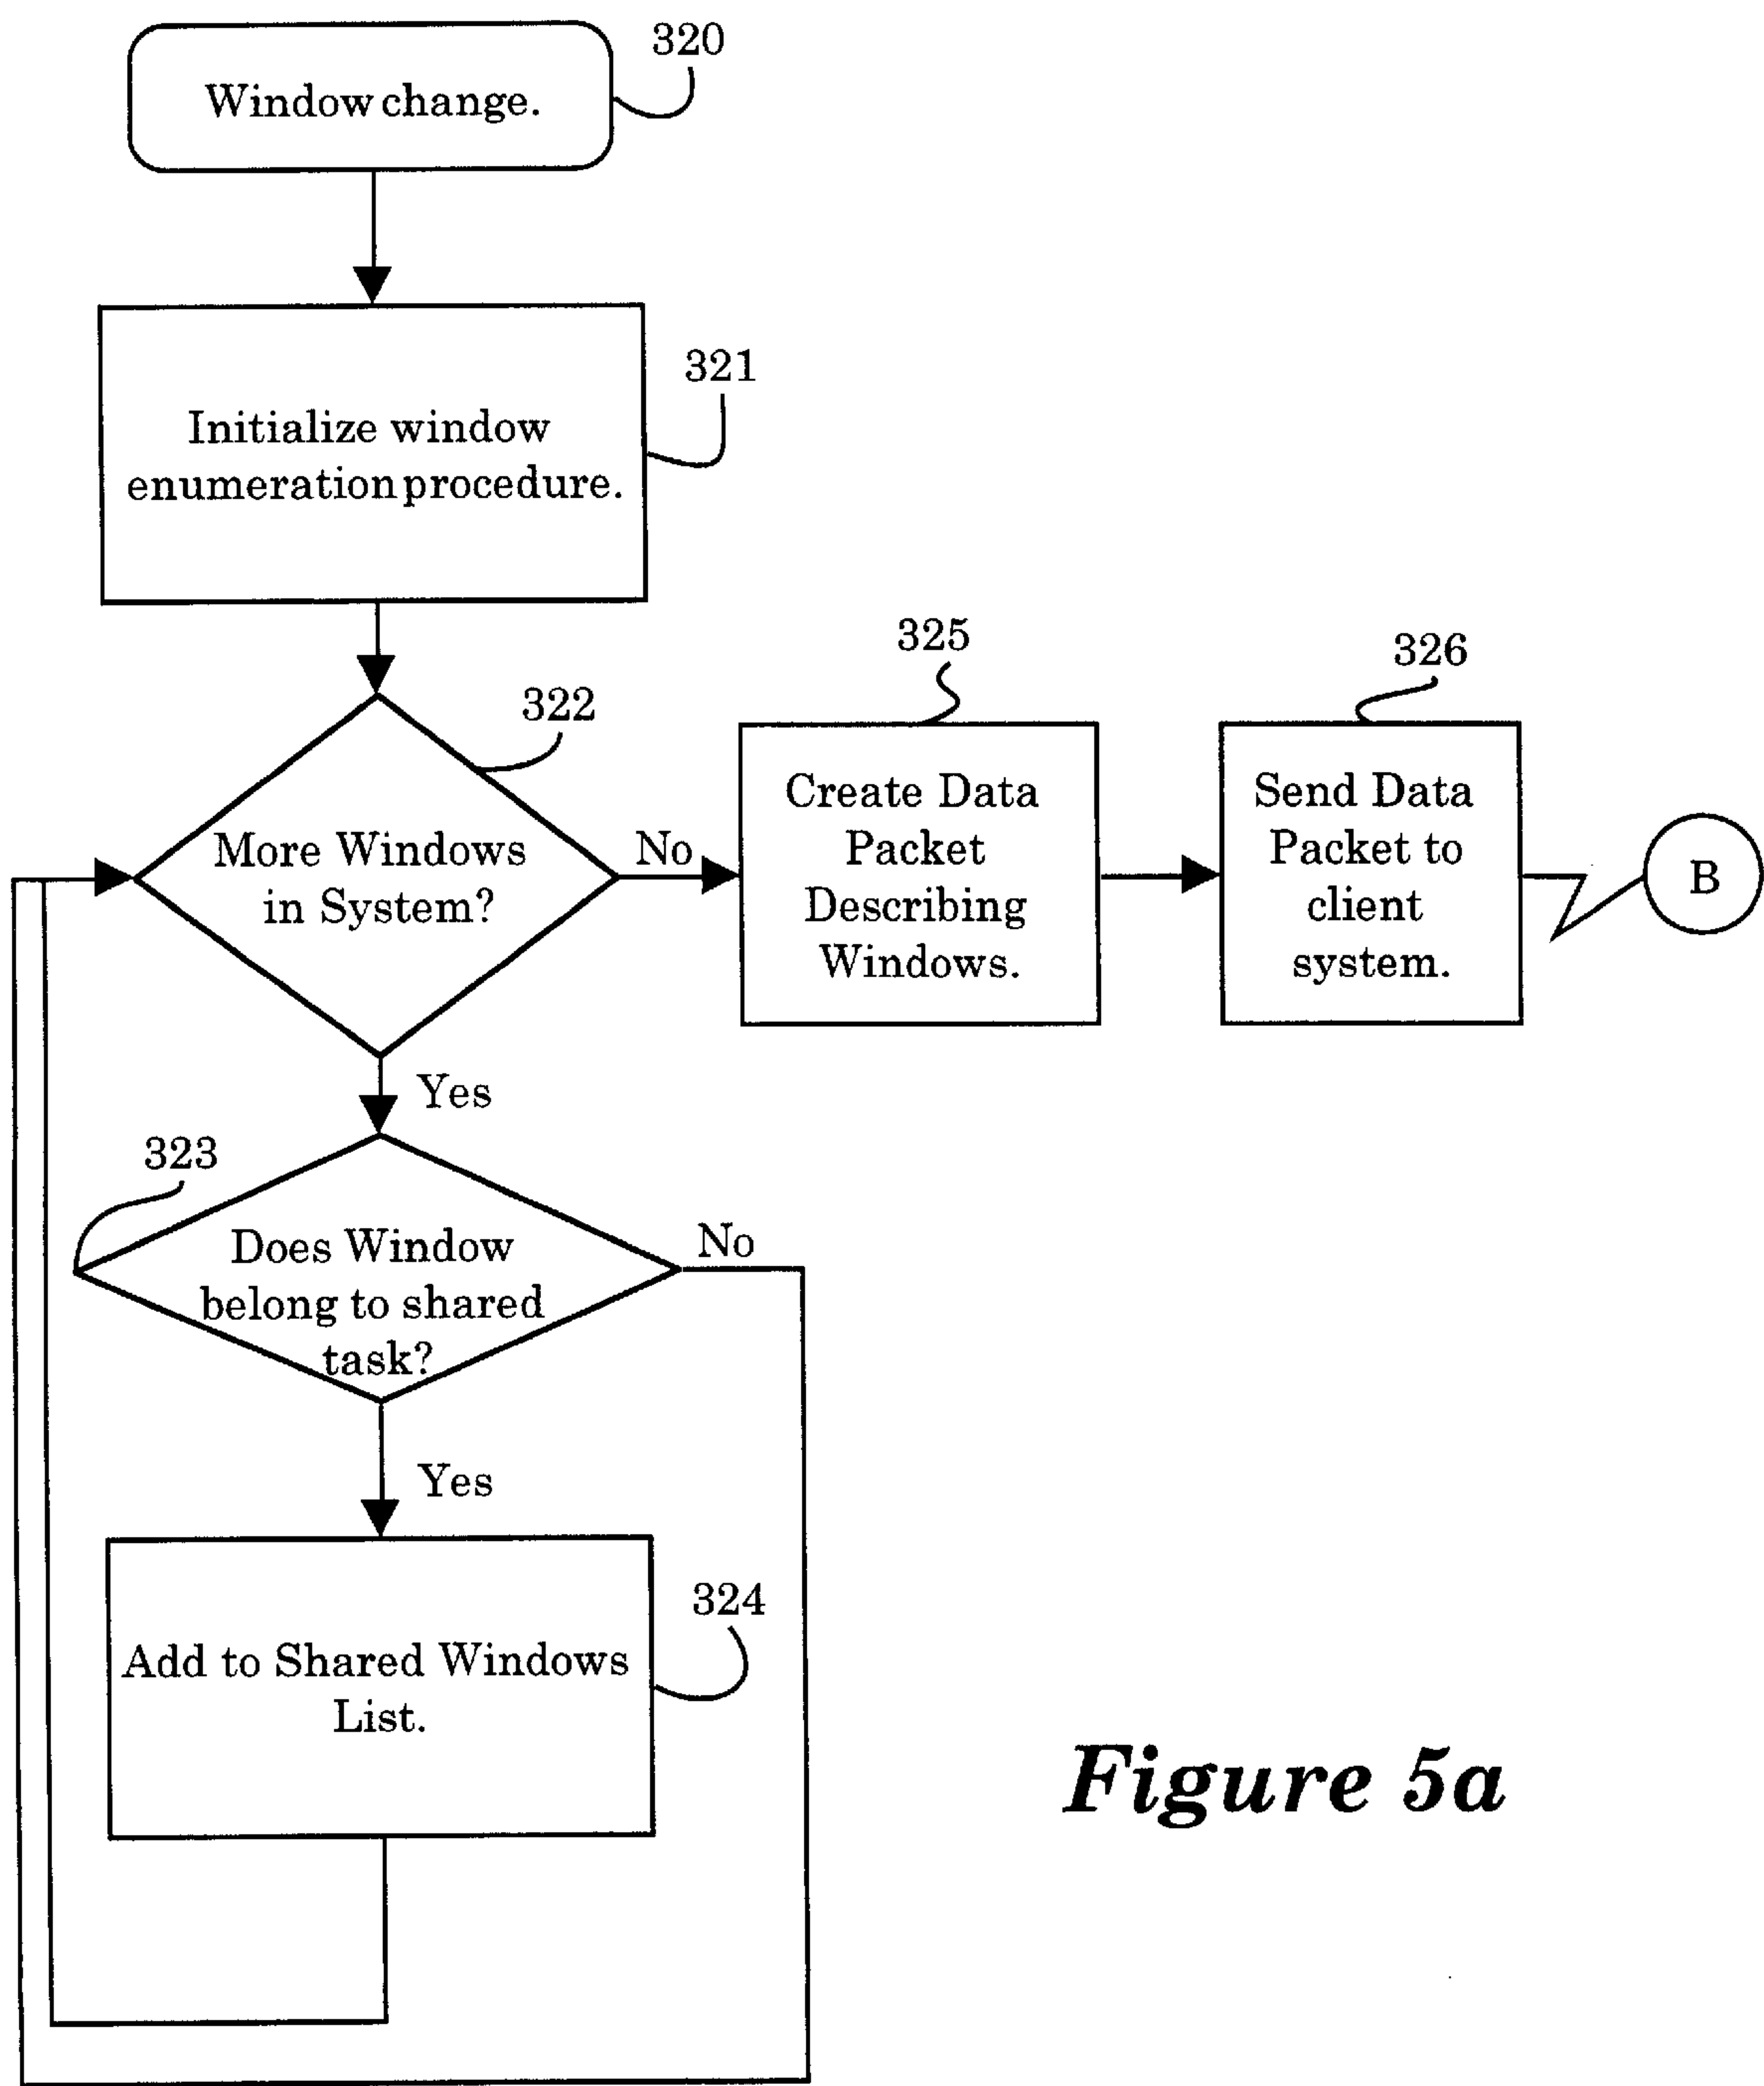 320
Window change.
321
Initialize window
enumeration procedure.
322
More Windows
in System?
No
325
Create Data
Packet
Describing
Windows.
326
Send Data
Packet to
client
system.
B
Yes
323
Does Window
belong to shared
task?
No
Yes
324
Add to Shared Windows
List.
Figure 5a